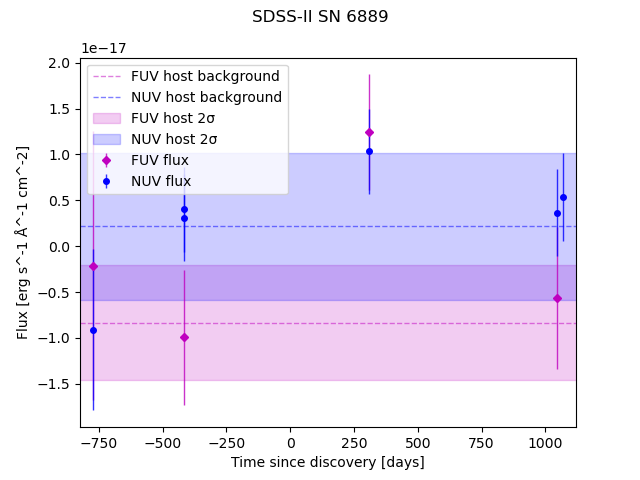 SDSS-II SN 6889
1e−17
FUV host background
NUV host background
FUV host 2σ
NUV host 2σ
FUV flux
NUV flux
2.0
1.5
1.0
0.5
0.0
−0.5
−1.0
−1.5
Flux [erg s^-1 Å^-1 cm^-2]
−750 −500 −250 0 250 500 750 1000
Time since discovery [days]